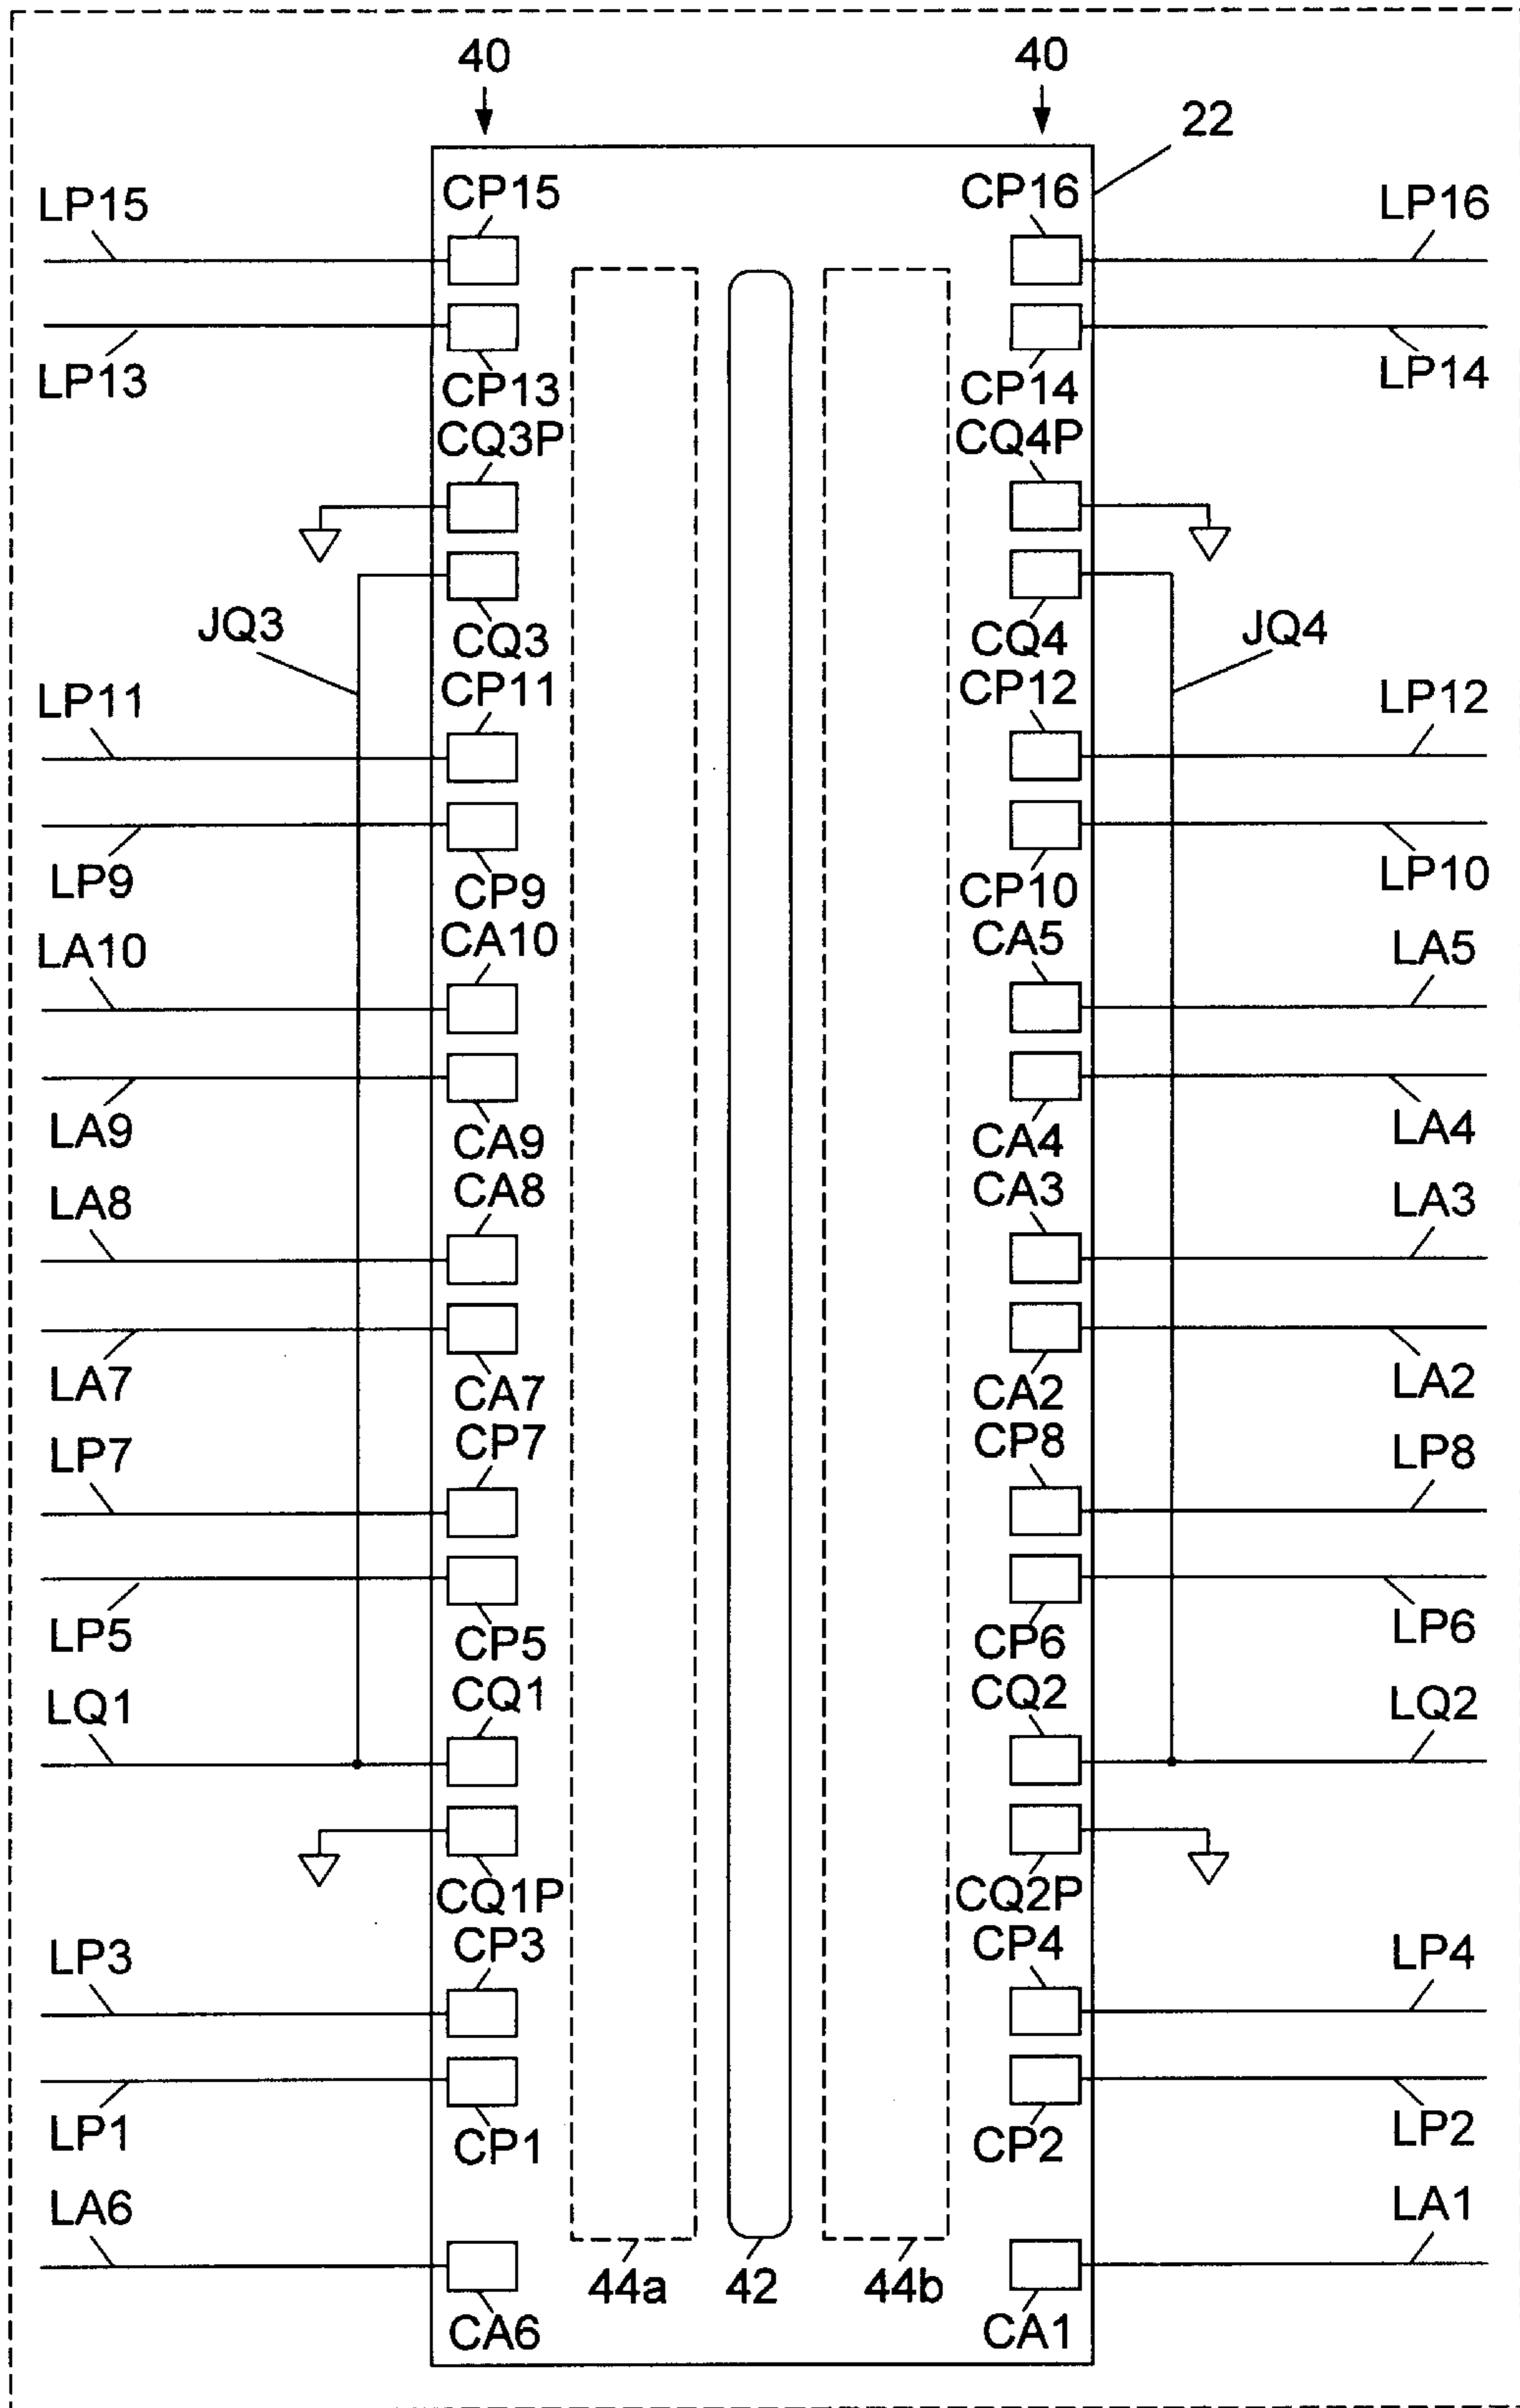 40 40
22
CP15 CP16
LP15 LP16
LP13 CP13 CP14 LP14
CQ3P CQ4P
JQ3 CQ3 CQ4 JQ4
CP11 CP12
LP11 LP12
LP9 CP9 CP10 LP10
CA10 CA5
LA10 LA5
LA9 CA9 CA4 LA4
CA8 CA3
LA8 LA3
LA7 CA7 CA2 LA2
CP7 CP8
LP7 LP8
LP5 CP5 CP6 LP6
CQ1 CQ2
LQ1 LQ2
CQ1P CQ2P
CP3 CP4
LP3 LP4
LP1 CP1 CP2 LP2
LA6 LA1
44a 42 44b
CA6 CA1